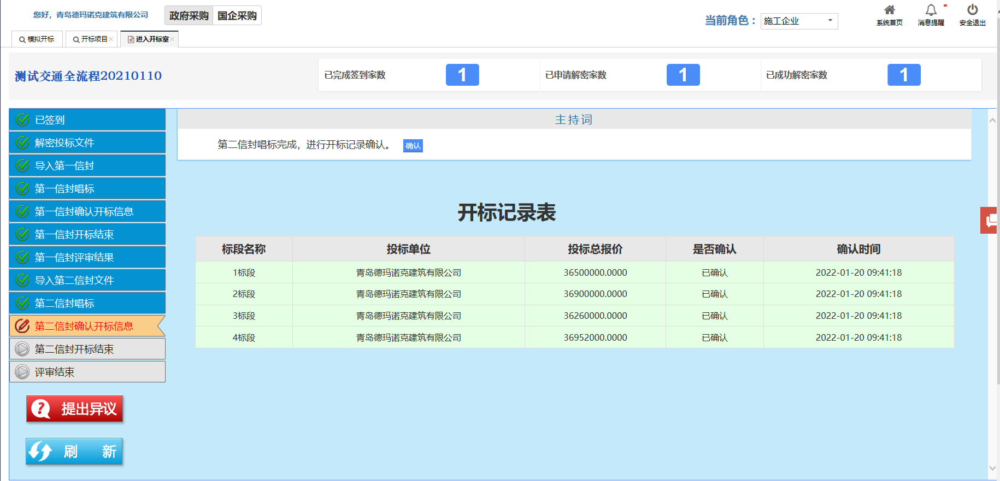 您好，青岛德玛诺克建筑有限公司
政府采购 国企采购
当前角色： 施工企业
系统首页 消息提醒 安全退出
模拟开标 开标项目 进入开标室
测试交通全流程20210110
已完成签到家数 1 已申请解密家数 1 已成功解密家数 1
已签到
解密投标文件
导入第一信封
第一信封唱标
第一信封确认开标信息
第一信封开标结束
第一信封评审结果
导入第二信封文件
第二信封唱标
第二信封确认开标信息
第二信封开标结束
评审结束
提出异议
刷 新
主持词
第二信封唱标完成，进行开标记录确认。 确认
开标记录表
标段名称 投标单位 投标总报价 是否确认 确认时间
1标段 青岛德玛诺克建筑有限公司 36500000.0000 已确认 2022-01-20 09:41:18
2标段 青岛德玛诺克建筑有限公司 36900000.0000 已确认 2022-01-20 09:41:18
3标段 青岛德玛诺克建筑有限公司 36260000.0000 已确认 2022-01-20 09:41:18
4标段 青岛德玛诺克建筑有限公司 36952000.0000 已确认 2022-01-20 09:41:18